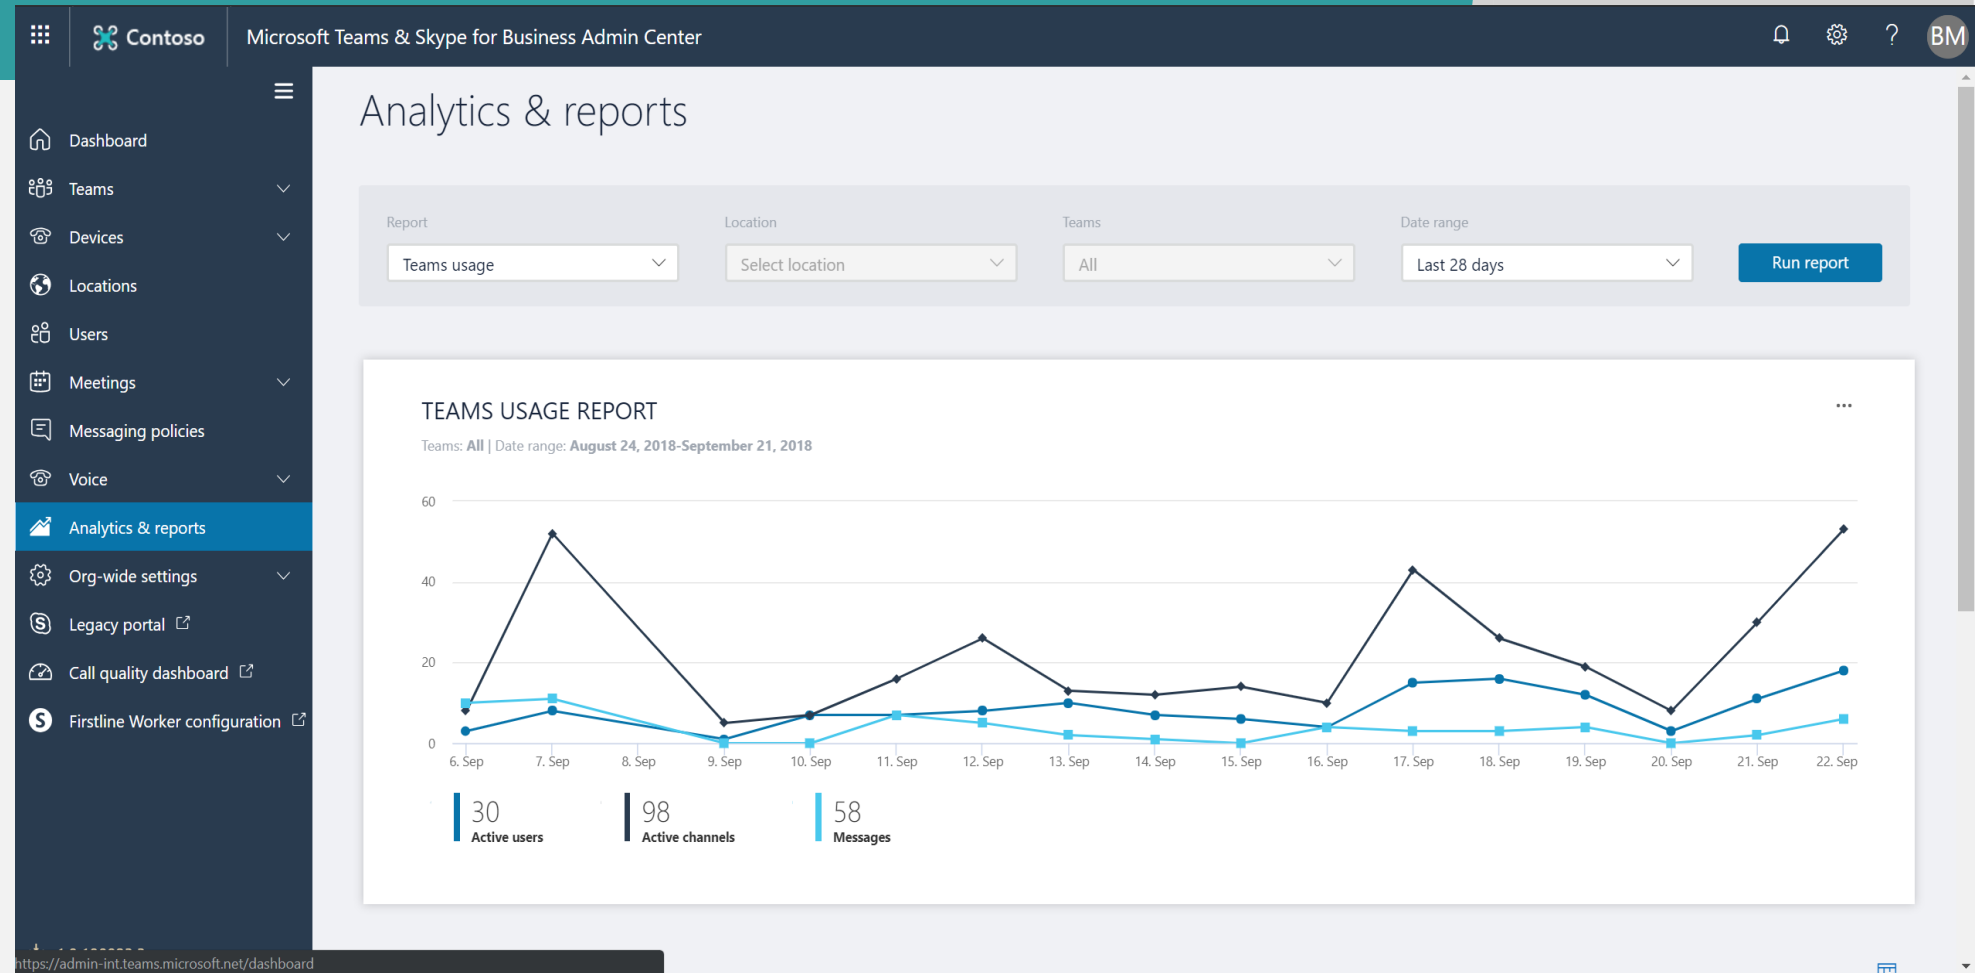 Contoso
Microsoft Teams & Skype for Business Admin Center
BM
Dashboard
Teams
Devices
Locations
Users
Meetings
Messaging policies
Voice
Analytics & reports
Org-wide settings
Legacy portal
Call quality dashboard
Firstline Worker configuration
https://admin-int.teams.microsoft.net/dashboard
Analytics & reports
Report Location Teams Date range
Teams usage Select location All Last 28 days Run report
TEAMS USAGE REPORT
Teams: All | Date range: August 24, 2018-September 21, 2018
60
40
20
0
6. Sep 7. Sep 8. Sep 9. Sep 10. Sep 11. Sep 12. Sep 13. Sep 14. Sep 15. Sep 16. Sep 17. Sep 18. Sep 19. Sep 20. Sep 21. Sep 22. Sep
30 98 58
Active users Active channels Messages